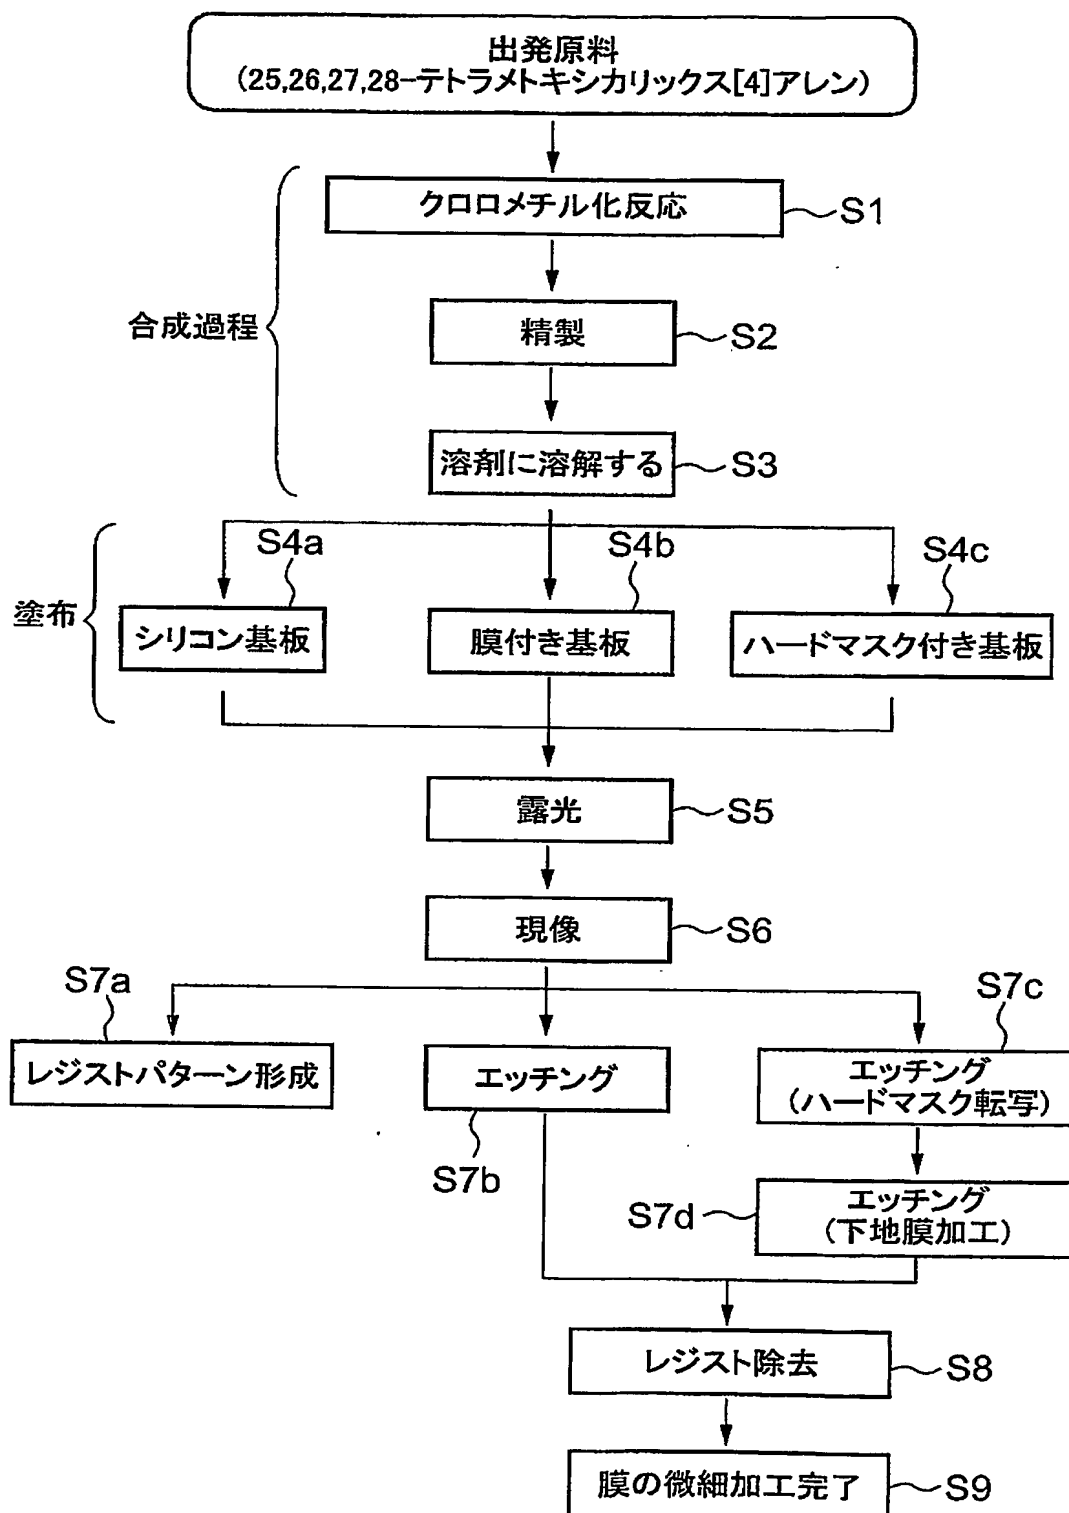 出発原料
(25,26,27,28-テトラメトキシカリックス[4]アレン)
クロロメチル化反応
S1
合成過程
精製
S2
溶剤に溶解する
S3
S4a
S4b
S4c
塗布
シリコン基板
膜付き基板
ハードマスク付き基板
露光
S5
現像
S6
S7a
S7c
レジストパターン形成
エッチング
エッチング
(ハードマスク転写)
S7b
S7d
エッチング
(下地膜加工)
レジスト除去
S8
膜の微細加工完了
S9